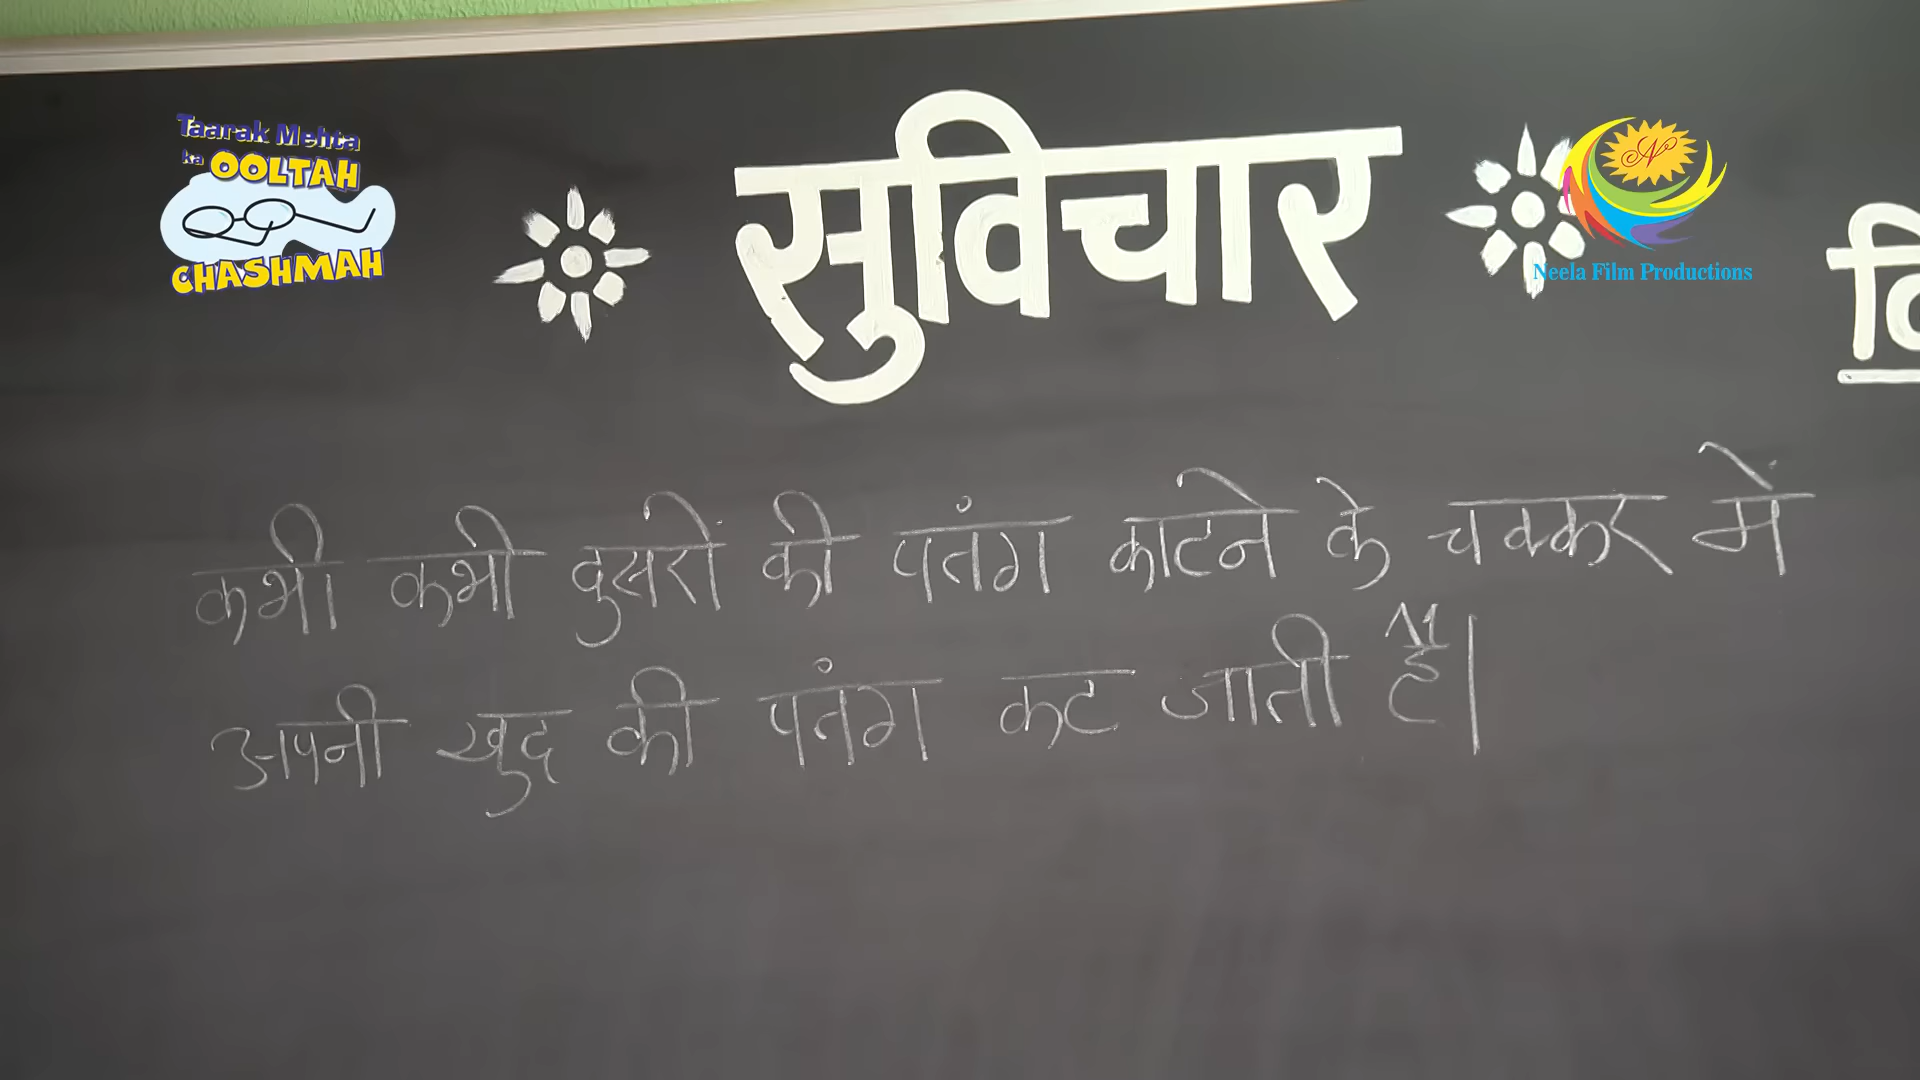 Taarak Mehta
ka OOLTAH
CHASHMAH
सुविचार
Neela Film Productions
कभी कभी दुसरों की पतंग काटने के चक्कर में
अपनी खुद की पतंग कट जाती है।